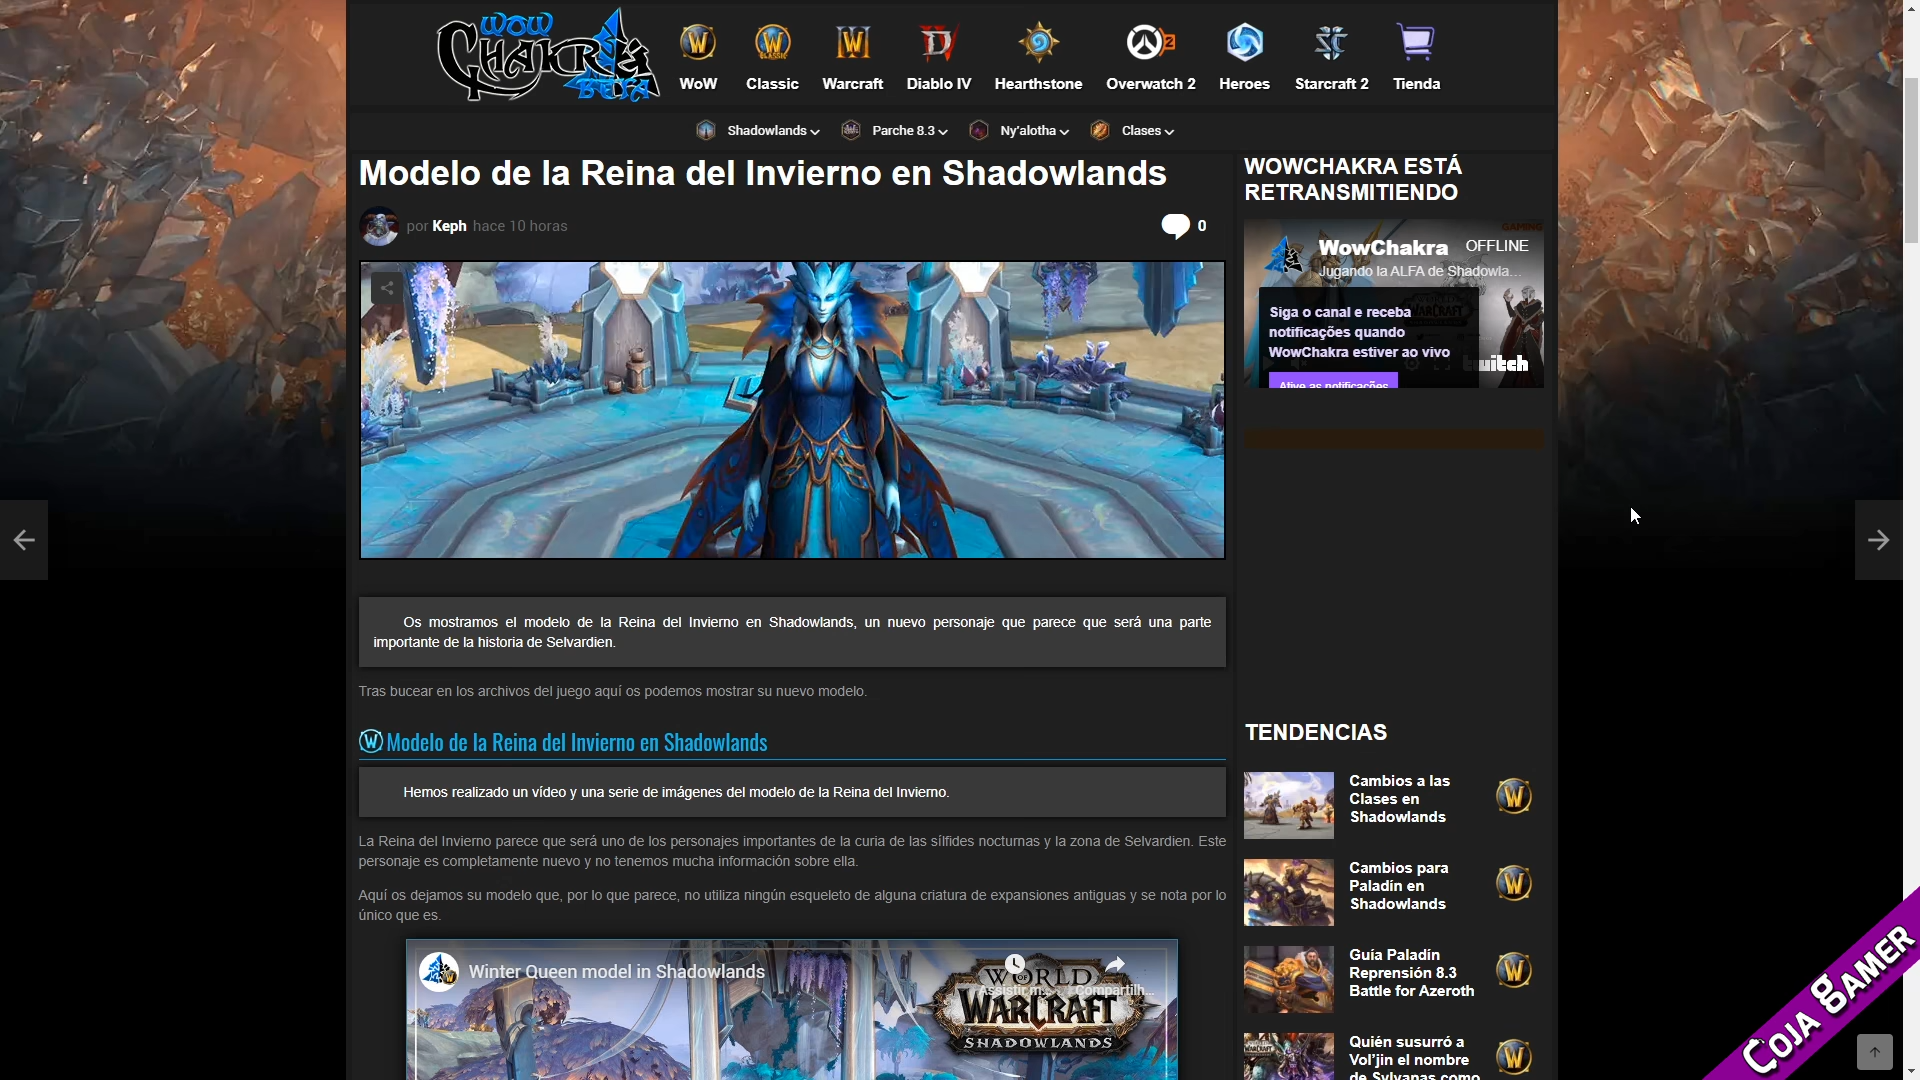 WOW
CHAKRA
BETA
WoW
Classic
Warcraft
Diablo IV
Hearthstone
Overwatch 2
Heroes
Starcraft 2
Tienda
Shadowlands
Parche 8.3
Ny'alotha
Clases
Modelo de la Reina del Invierno en Shadowlands
por Keph hace 10 horas
0
Os mostramos el modelo de la Reina del Invierno en Shadowlands, un nuevo personaje que parece que será una parte
importante de la historia de Selvardien.
Tras bucear en los archivos del juego aquí os podemos mostrar su nuevo modelo.
Modelo de la Reina del Invierno en Shadowlands
Hemos realizado un vídeo y una serie de imágenes del modelo de la Reina del Invierno.
La Reina del Invierno parece que será uno de los personajes importantes de la curia de las sílfides nocturnas y la zona de Selvardien. Este
personaje es completamente nuevo y no tenemos mucha información sobre ella.
Aquí os dejamos su modelo que, por lo que parece, no utiliza ningún esqueleto de alguna criatura de expansiones antiguas y se nota por lo
único que es.
Winter Queen model in Shadowlands
Assistir m...
Compartilh...
WORLD OF
WARCRAFT
SHADOWLANDS
WOWCHAKRA ESTÁ
RETRANSMITIENDO
GAMING
WowChakra
OFFLINE
Jugando la ALFA de Shadowla...
Siga o canal e receba
notificações quando
WowChakra estiver ao vivo
Ative as notificações
twitch
TENDENCIAS
Cambios a las
Clases en
Shadowlands
Cambios para
Paladín en
Shadowlands
Guía Paladín
Reprensión 8.3
Battle for Azeroth
Quién susurró a
Vol'jin el nombre
de Sylvanas como
COJA GAMER